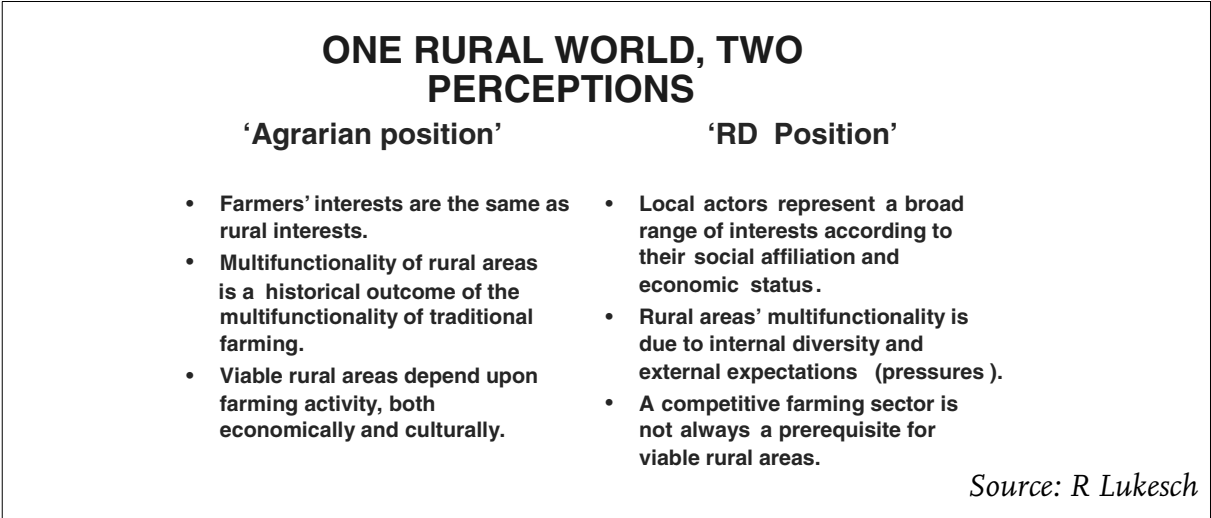 ONE RURAL WORLD, TWO
PERCEPTIONS
‘Agrarian position’
• Farmers’ interests are the same as
rural interests.
• Multifunctionality of rural areas
is a historical outcome of the
multifunctionality of traditional
farming.
• Viable rural areas depend upon
farming activity, both
economically and culturally.
‘RD Position’
• Local actors represent a broad
range of interests according to
their social affiliation and
economic status.
• Rural areas’ multifunctionality is
due to internal diversity and
external expectations (pressures ).
• A competitive farming sector is
not always a prerequisite for
viable rural areas.
Source: R Lukesch